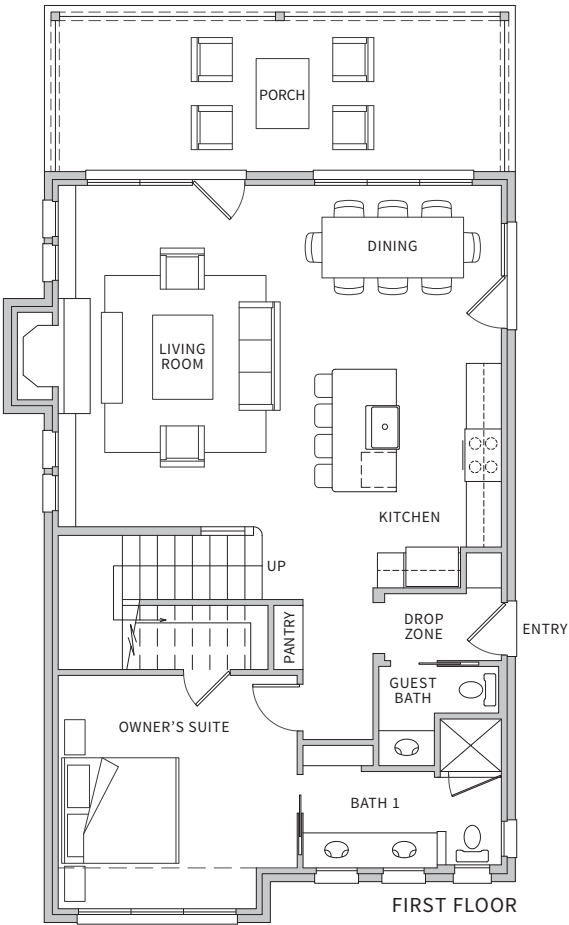 PORCH
DINING
LIVING
ROOM
KITCHEN
UP
PANTRY
DROP
ZONE
ENTRY
GUEST
BATH
OWNER'S SUITE
BATH 1
FIRST FLOOR